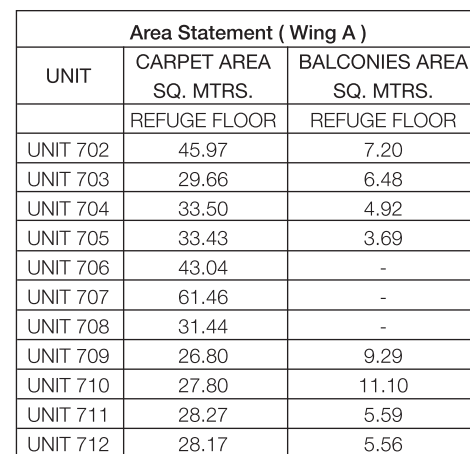 Area Statement ( Wing A )
UNIT CARPET AREA SQ. MTRS. BALCONIES AREA SQ. MTRS.
REFUGE FLOOR REFUGE FLOOR
UNIT 702 45.97 7.20
UNIT 703 29.66 6.48
UNIT 704 33.50 4.92
UNIT 705 33.43 3.69
UNIT 706 43.04 -
UNIT 707 61.46 -
UNIT 708 31.44 -
UNIT 709 26.80 9.29
UNIT 710 27.80 11.10
UNIT 711 28.27 5.59
UNIT 712 28.17 5.56